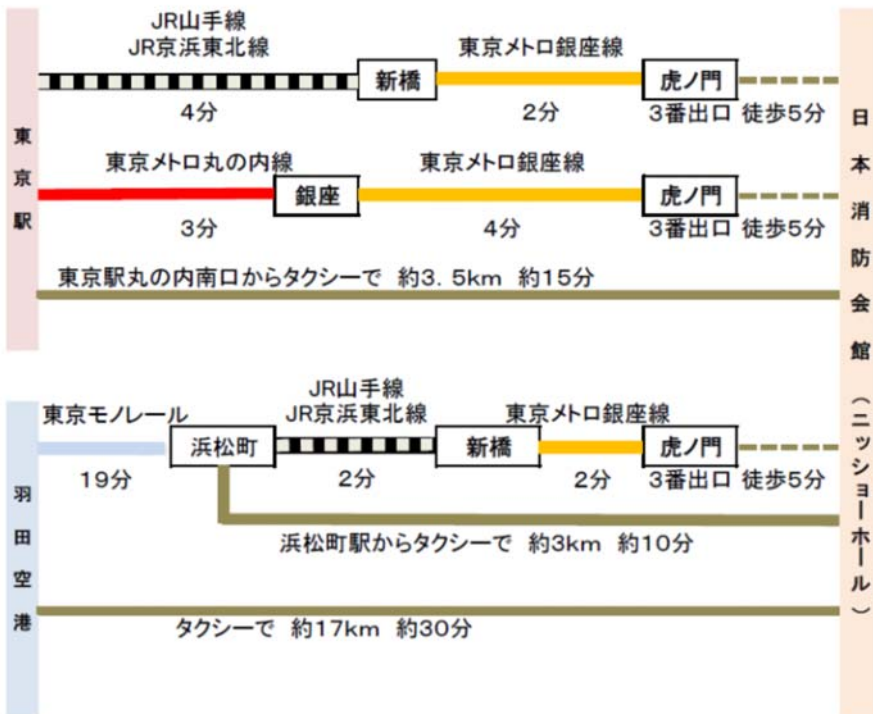 東京駅
JR山手線
JR京浜東北線
4分
新橋
東京メトロ銀座線
2分
虎ノ門
3番出口 徒歩5分
東京メトロ丸の内線
3分
銀座
東京メトロ銀座線
4分
虎ノ門
3番出口 徒歩5分
東京駅丸の内南口からタクシーで 約3.5km 約15分
羽田空港
東京モノレール
19分
浜松町
JR山手線
JR京浜東北線
2分
新橋
東京メトロ銀座線
2分
虎ノ門
3番出口 徒歩5分
浜松町駅からタクシーで 約3km 約10分
タクシーで 約17km 約30分
日本消防会館（ニッショーホール）